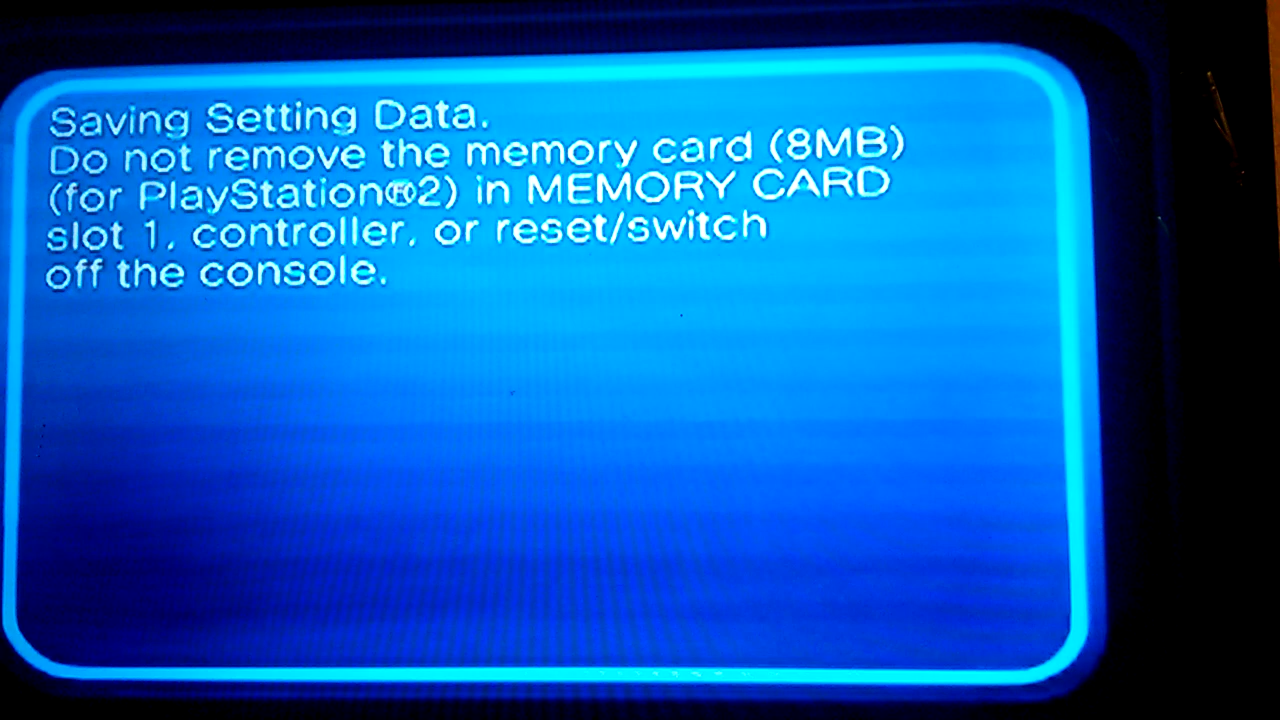 Saving Setting Data.
Do not remove the memory card (8MB)
(for PlayStation®2) in MEMORY CARD
slot 1, controller, or reset/switch
off the console.